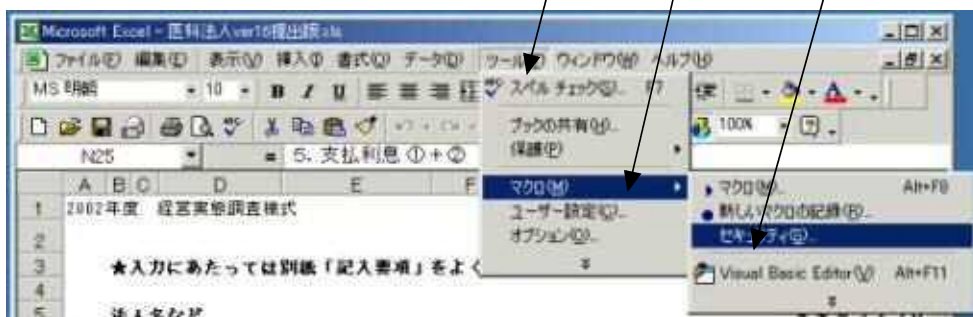 Microsoft Excel - 医科法人ver16提出版.xls
ファイル(F) 編集(E) 表示(V) 挿入(I) 書式(O) データ(D) ウィンドウ(W) ヘルプ(H)
MS 明朝 10 B I U
スペル チェック(S)... F7
ブックの共有(H)...
保護(P)
100%
N25 = 5. 支払利息 ①+②
A B C D E F
マクロ(M)
マクロ(M)... Alt+F8
1 2002年度 経営実態調査様式
ユーザー設定(C)...
新しいマクロの記録(R)...
オプション(O)...
セキュリティ(S)...
2
3 ★入力にあたっては別紙「記入要項」をよく
Visual Basic Editor(V) Alt+F11
4
5 法人名など